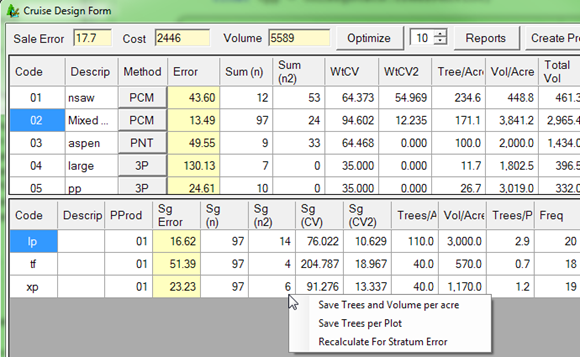 Cruise Design Form
Sale Error 17.7 Cost 2446 Volume 5589 Optimize 10 Reports Create Pro
Code Descrip Method Error Sum (n) Sum (n2) WtCV WtCV2 Tree/Acre Vol/Acre Total Vol
01 nsaw PCM 43.60 12 53 64.373 54.969 234.6 448.8 461.3
02 Mixed ... PCM 13.49 97 24 94.602 12.235 171.1 3,841.2 2,965.4
03 aspen PNT 49.55 9 33 64.468 0.000 100.0 2,000.0 1,434.0
04 large 3P 130.13 7 0 35.000 0.000 11.7 1,802.5 396.5
05 pp 3P 24.61 10 0 35.000 0.000 26.7 3,019.0 332.0
Code Descrip PProd Sg Error Sg (n) Sg (n2) Sg (CV) Sg (CV2) Trees/A Vol/Acre Trees/P Freq
lp 01 16.62 97 14 76.022 10.629 110.0 3,000.0 2.9 20
tf 01 51.39 97 4 204.787 18.967 40.0 570.0 0.7 18
xp 01 23.23 97 6 91.276 13.337 40.0 1,170.0 1.2 19
Save Trees and Volume per acre
Save Trees per Plot
Recalculate For Stratum Error